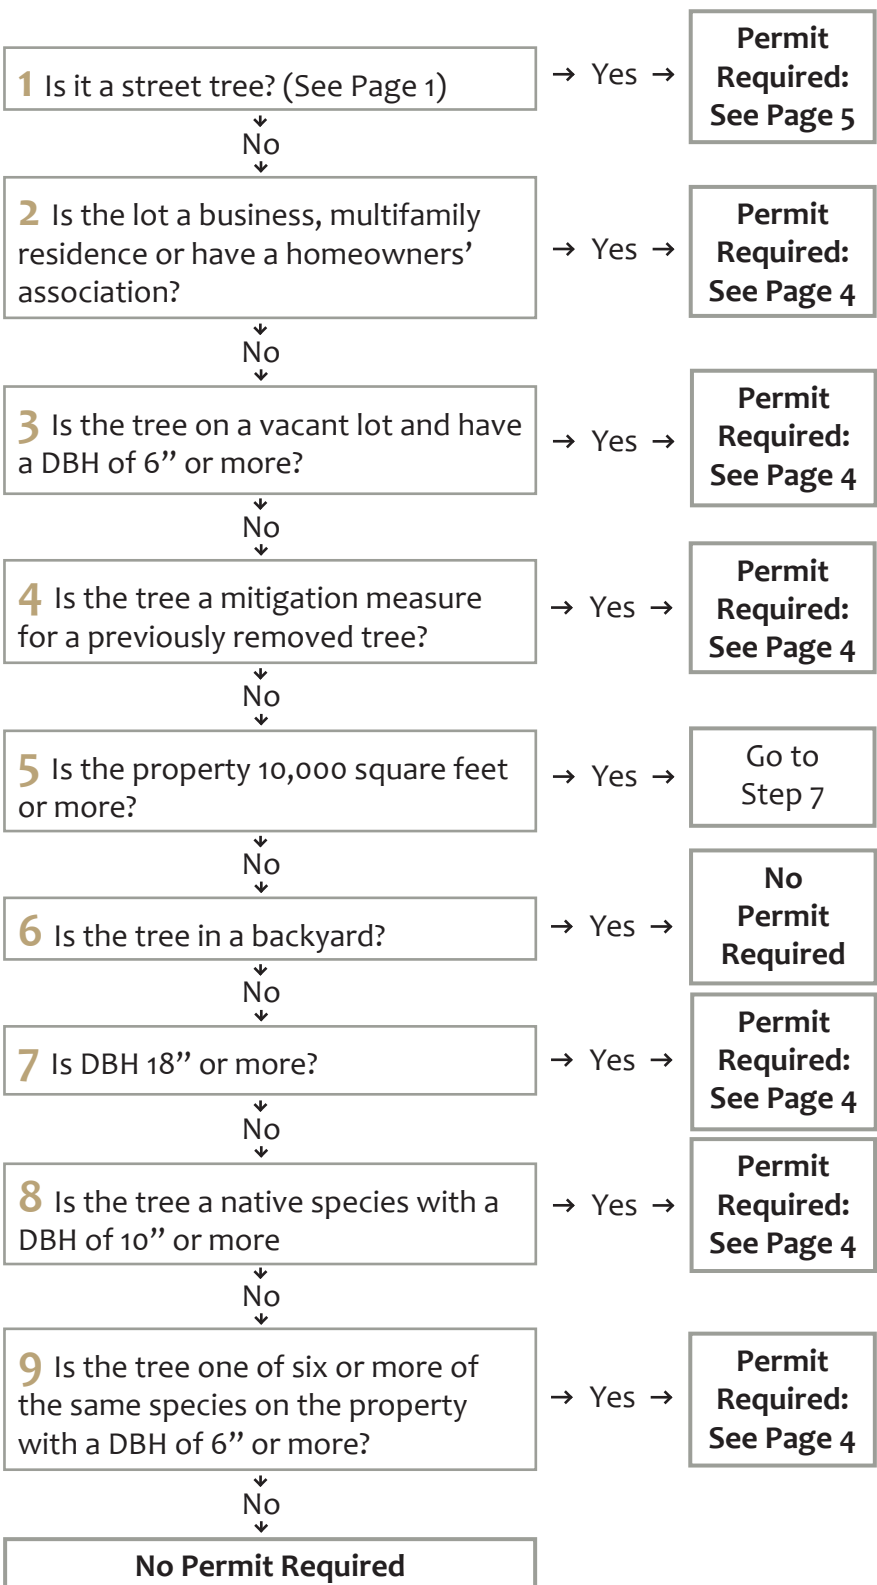 1 Is it a street tree? (See Page 1)
→ Yes →
Permit
Required:
See Page 5
No
2 Is the lot a business, multifamily
residence or have a homeowners’
association?
→ Yes →
Permit
Required:
See Page 4
No
3 Is the tree on a vacant lot and have
a DBH of 6” or more?
→ Yes →
Permit
Required:
See Page 4
No
4 Is the tree a mitigation measure
for a previously removed tree?
→ Yes →
Permit
Required:
See Page 4
No
5 Is the property 10,000 square feet
or more?
→ Yes →
Go to
Step 7
No
6 Is the tree in a backyard?
→ Yes →
No
Permit
Required
No
7 Is DBH 18” or more?
→ Yes →
Permit
Required:
See Page 4
No
8 Is the tree a native species with a
DBH of 10” or more
→ Yes →
Permit
Required:
See Page 4
No
9 Is the tree one of six or more of
the same species on the property
with a DBH of 6” or more?
→ Yes →
Permit
Required:
See Page 4
No
No Permit Required